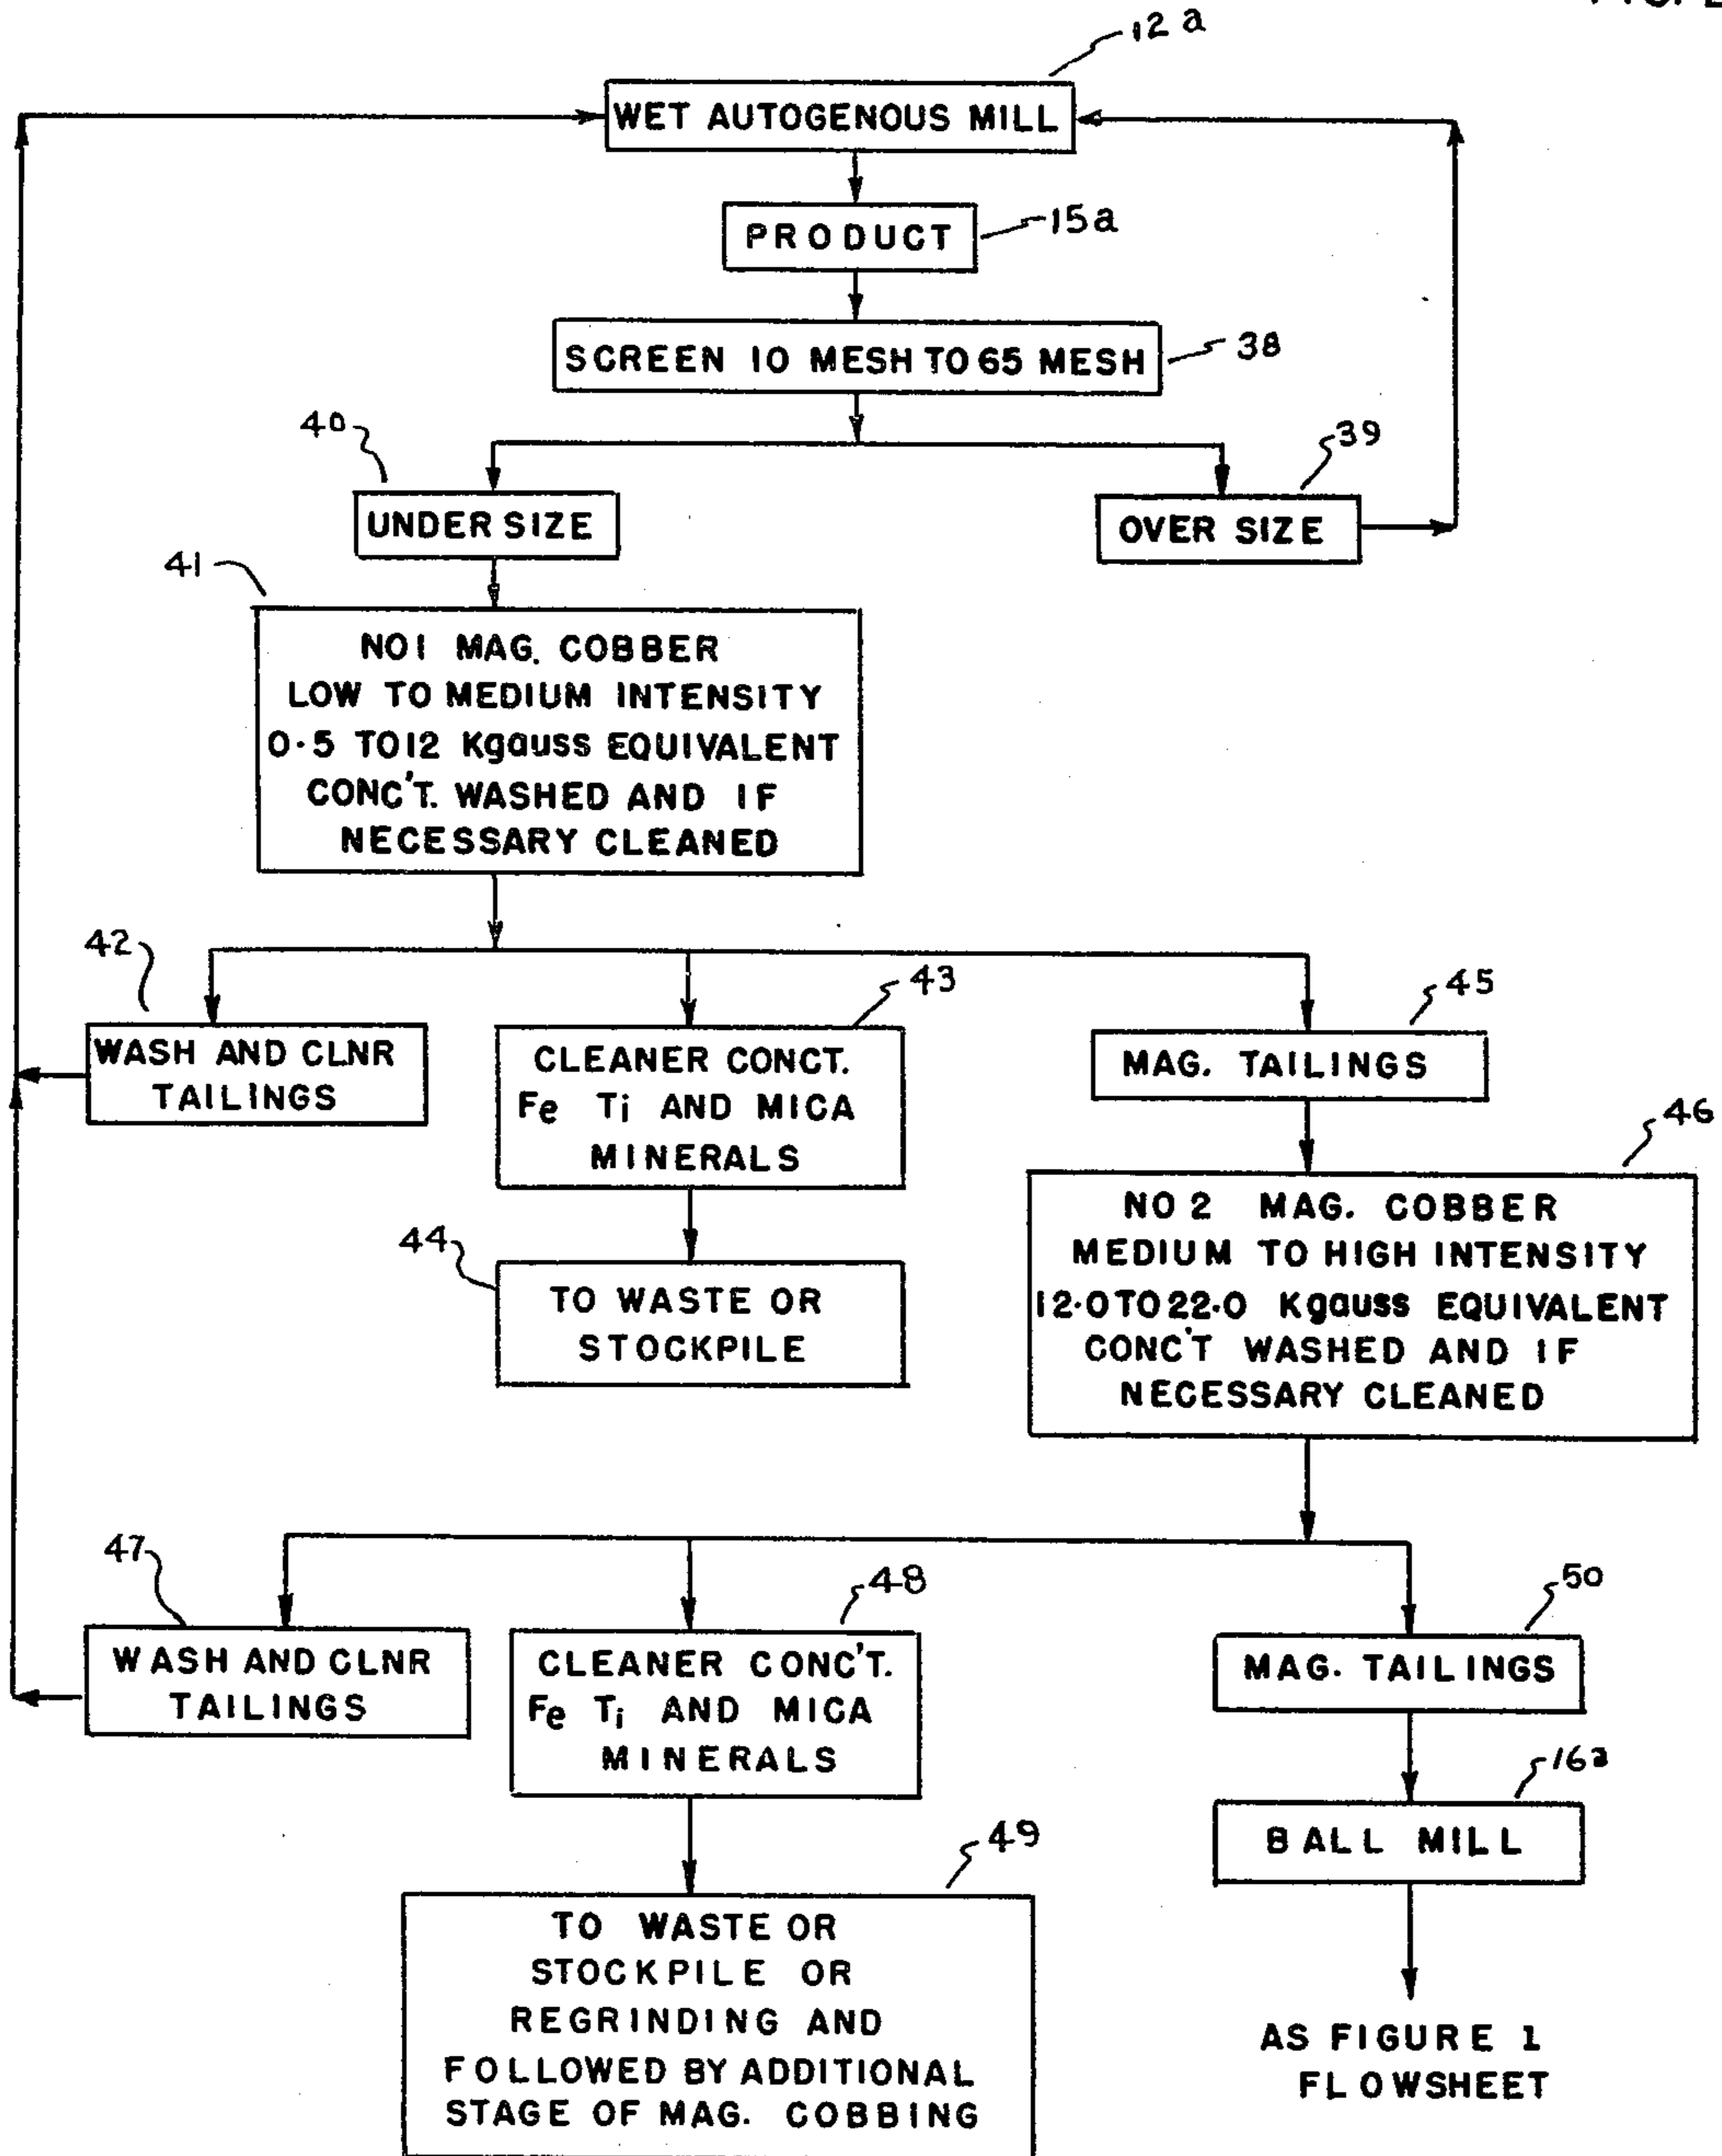 12a
WET AUTOGENOUS MILL
PRODUCT
15a
SCREEN 10 MESH TO 65 MESH
38
40
39
UNDER SIZE
OVER SIZE
41
NO1 MAG. COBBER
LOW TO MEDIUM INTENSITY
0.5 TO12 Kgauss EQUIVALENT
CONC'T. WASHED AND IF
NECESSARY CLEANED
42
43
45
WASH AND CLNR
TAILINGS
CLEANER CONCT.
Fe Ti AND MICA
MINERALS
MAG. TAILINGS
46
44
TO WASTE OR
STOCKPILE
NO 2 MAG. COBBER
MEDIUM TO HIGH INTENSITY
12.0 TO 22.0 Kgauss EQUIVALENT
CONC'T WASHED AND IF
NECESSARY CLEANED
47
48
50
WASH AND CLNR
TAILINGS
CLEANER CONC'T.
Fe Ti AND MICA
MINERALS
MAG. TAILINGS
16a
BALL MILL
49
TO WASTE OR
STOCKPILE OR
REGRINDING AND
FOLLOWED BY ADDITIONAL
STAGE OF MAG. COBBING
AS FIGURE 1
FLOWSHEET